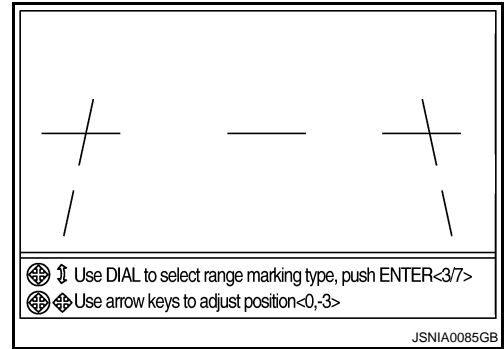 Use DIAL to select range marking type, push ENTER<3/7>
Use arrow keys to adjust position<0,-3>
JSNIA0085GB